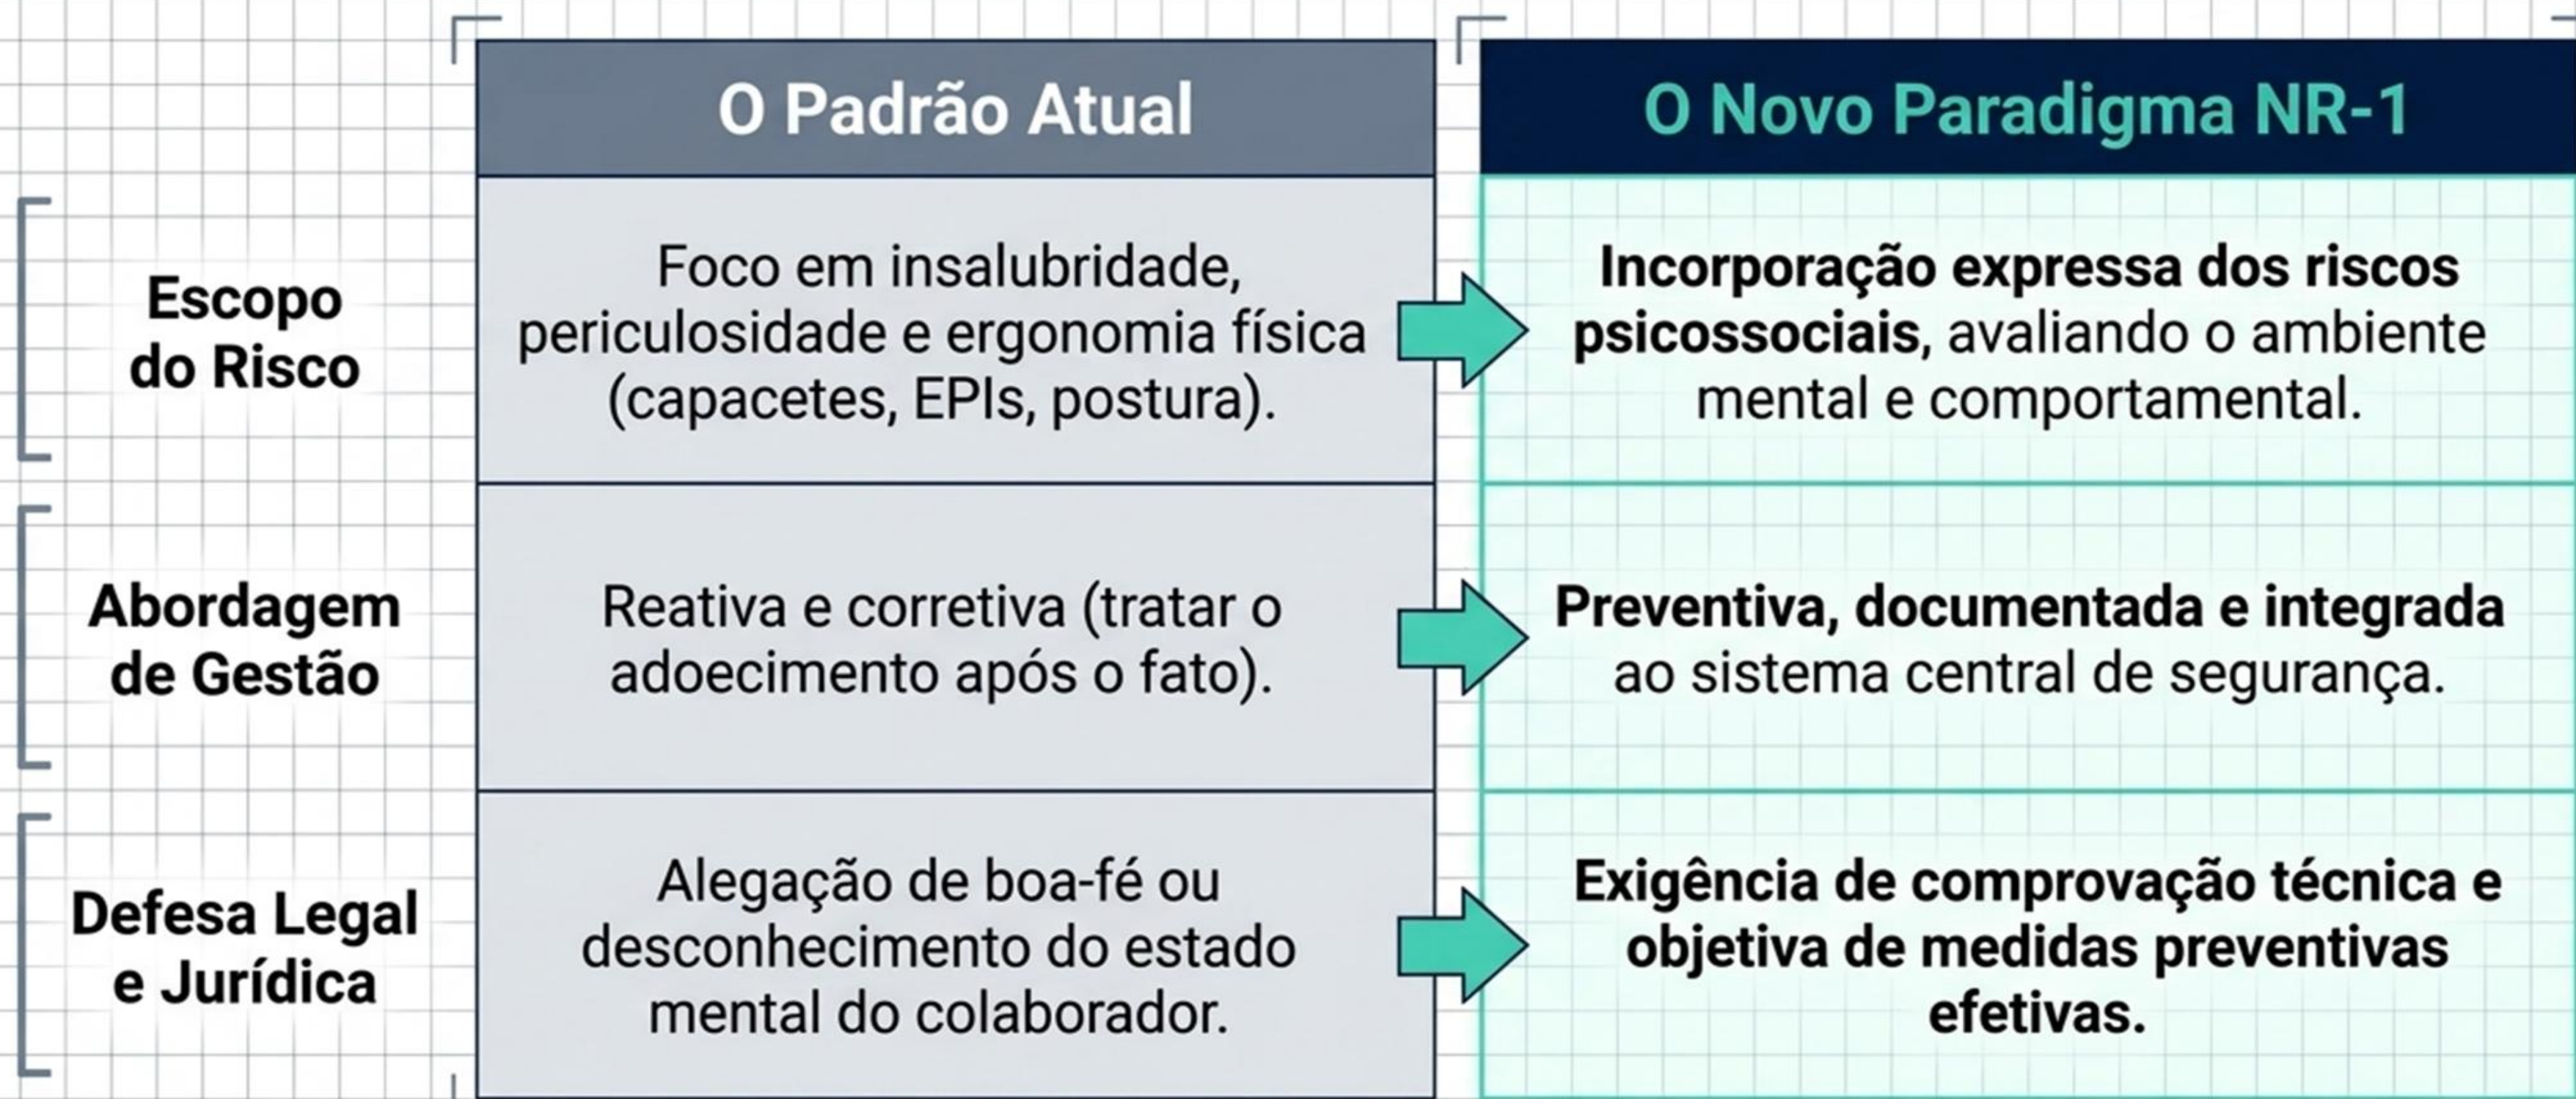 O Padrão Atual
O Novo Paradigma NR-1
Escopo
do Risco
Foco em insalubridade,
periculosidade e ergonomia física
(capacetes, EPIs, postura).
Incorporação expressa dos riscos
psicossociais, avaliando o ambiente
mental e comportamental.
Abordagem
de Gestão
Reativa e corretiva (tratar o
adoecimento após o fato).
Preventiva, documentada e integrada
ao sistema central de segurança.
Defesa Legal
e Jurídica
Alegação de boa-fé ou
desconhecimento do estado
mental do colaborador.
Exigência de comprovação técnica e
objetiva de medidas preventivas
efetivas.